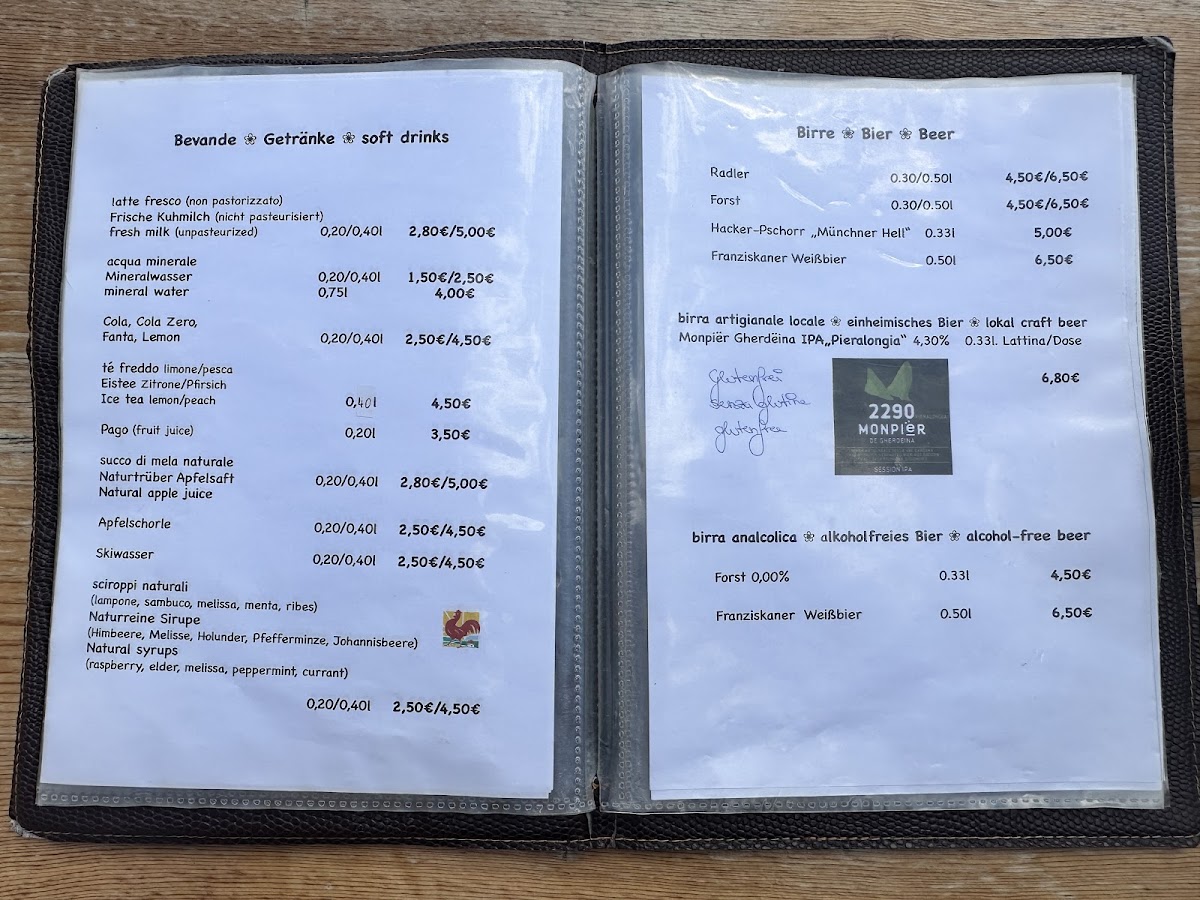 Bevande ❀ Getränke ❀ soft drinks
latte fresco (non pastorizzato)
Frische Kuhmilch (nicht pasteurisiert)
fresh milk (unpasteurized) 0,20/0,40l 2,80€/5,00€
acqua minerale
Mineralwasser 0,20/0,40l 1,50€/2,50€
mineral water 0,75l 4,00€
Cola, Cola Zero,
Fanta, Lemon 0,20/0,40l 2,50€/4,50€
té freddo limone/pesca
Eistee Zitrone/Pfirsich
Ice tea lemon/peach 0,40l 4,50€
Pago (fruit juice) 0,20l 3,50€
succo di mela naturale
Naturtrüber Apfelsaft 0,20/0,40l 2,80€/5,00€
Natural apple juice
Apfelschorle 0,20/0,40l 2,50€/4,50€
Skiwasser 0,20/0,40l 2,50€/4,50€
sciroppi naturali
(lampone, sambuco, melissa, menta, ribes)
Naturreine Sirupe
(Himbeere, Melisse, Holunder, Pfefferminze, Johannisbeere)
Natural syrups
(raspberry, elder, melissa, peppermint, currant)
0,20/0,40l 2,50€/4,50€
Birre ❀ Bier ❀ Beer
Radler 0.30/0.50l 4,50€/6,50€
Forst 0.30/0.50l 4,50€/6,50€
Hacker-Pschorr „Münchner Hell“ 0.33l 5,00€
Franziskaner Weißbier 0.50l 6,50€
birra artigianale locale ❀ einheimisches Bier ❀ lokal craft beer
Monpiër Gherdëina IPA„Pieralongia“ 4,30% 0.33l. Lattina/Dose
6,80€
Glutenfrei
senza glutine
glutenfree
2290
MONPIËR
DE GHERDËINA
SESSION IPA
birra analcolica ❀ alkoholfreies Bier ❀ alcohol-free beer
Forst 0,00% 0.33l 4,50€
Franziskaner Weißbier 0.50l 6,50€